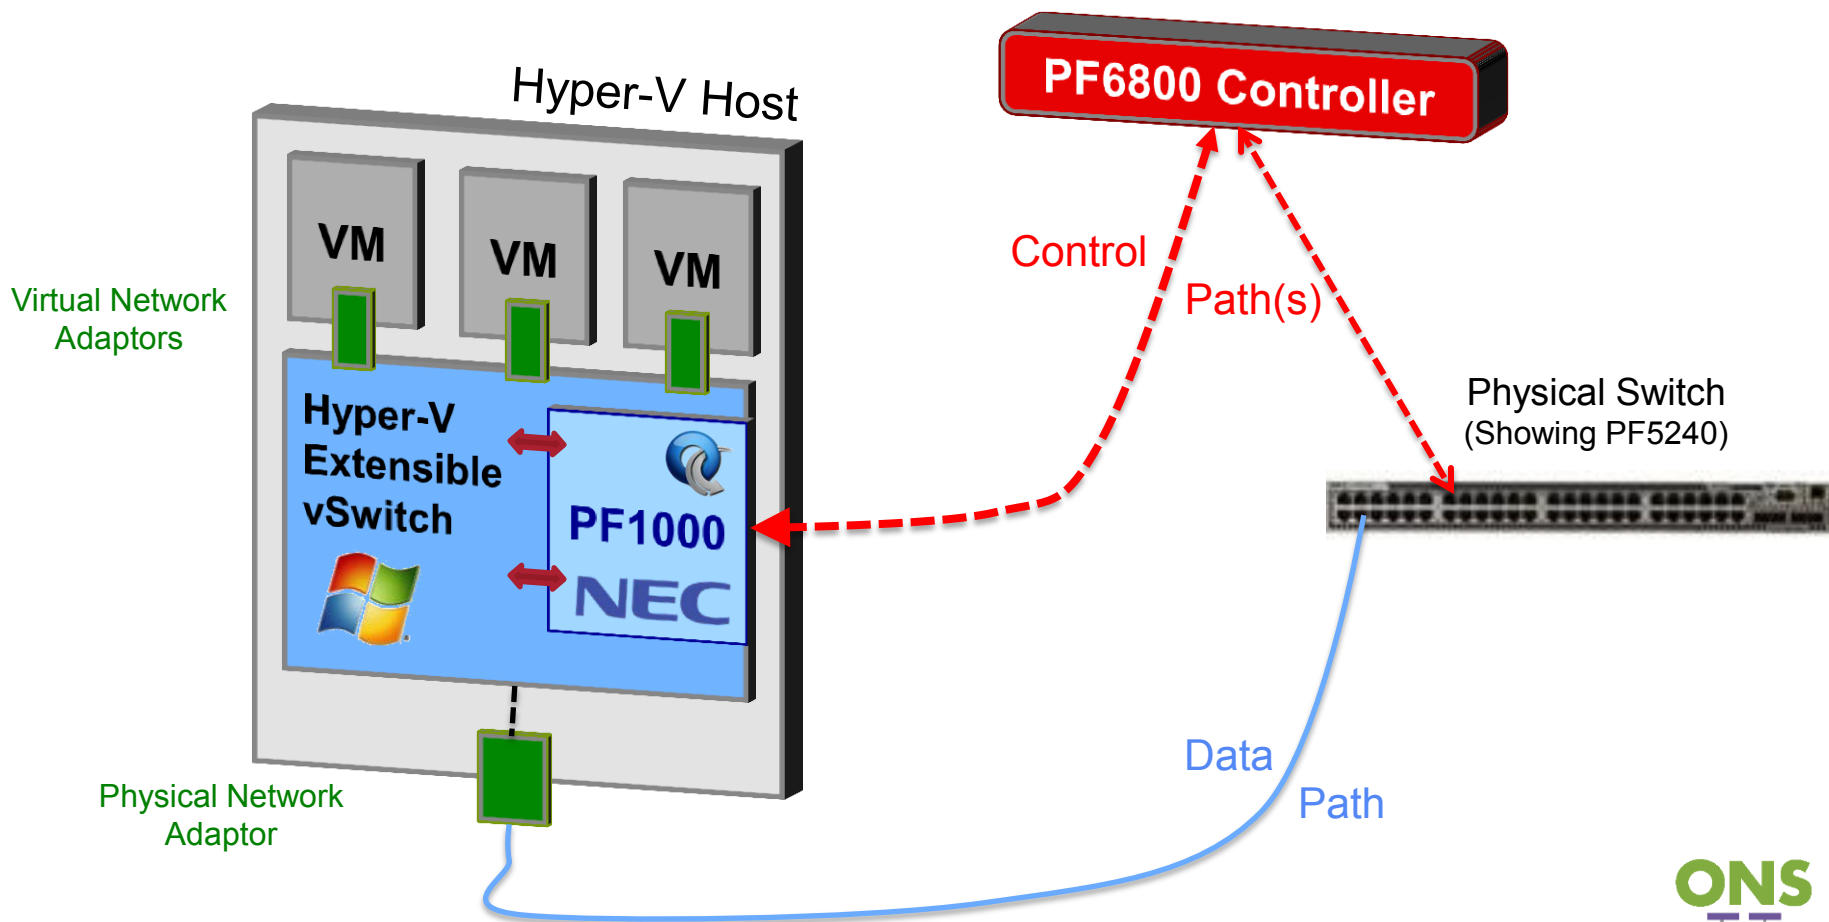 Hyper-V Host
PF6800 Controller
VM
VM
VM
Virtual Network
Adaptors
Control
Path(s)
Hyper-V
Extensible
vSwitch
PF1000
NEC
Physical Switch
(Showing PF5240)
Physical Network
Adaptor
Data
Path
ONS